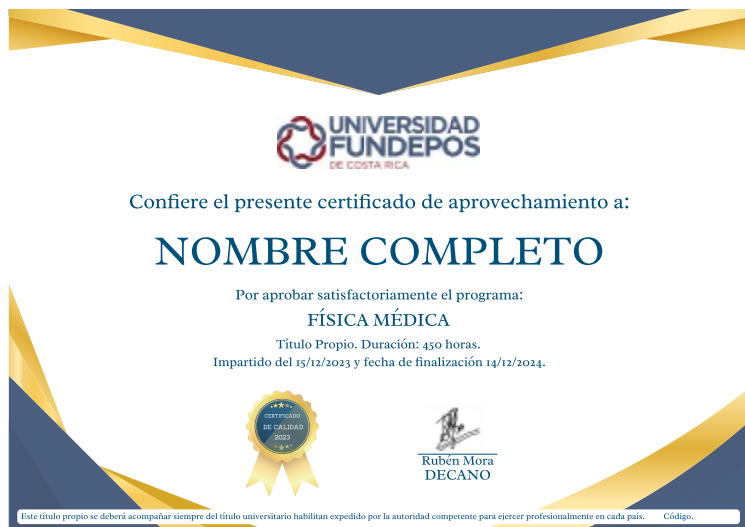 UNIVERSIDAD
FUNDEPOS
DE COSTA RICA
Confiere el presente certificado de aprovechamiento a:
NOMBRE COMPLETO
Por aprobar satisfactoriamente el programa:
FÍSICA MÉDICA
Título Propio. Duración: 450 horas.
Impartido del 15/12/2023 y fecha de finalización 14/12/2024.
CERTIFICADO
DE CALIDAD
2023
Rubén Mora
DECANO
Este título propio se deberá acompañar siempre del título universitario habilitan expedido por la autoridad competente para ejercer profesionalmente en cada país. Código.